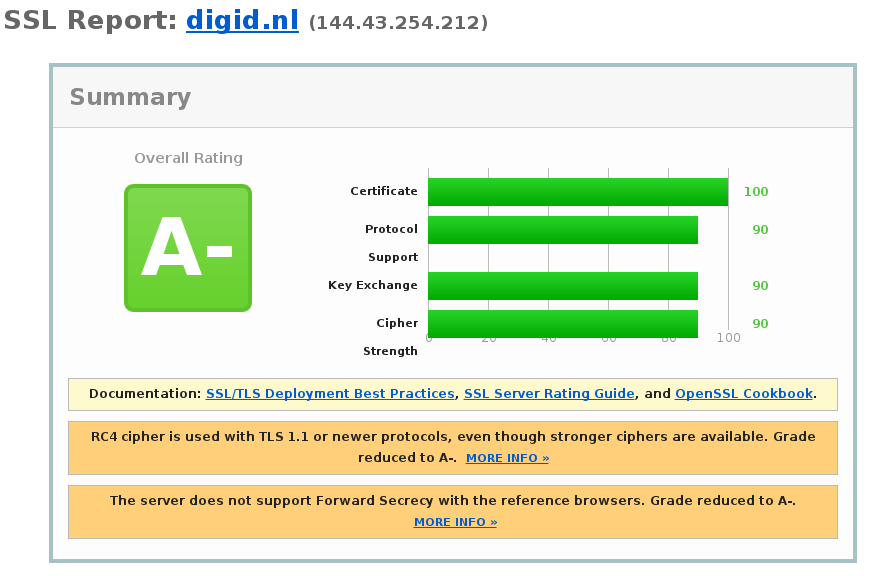 SSL Report: digid.nl (144.43.254.212)
Summary
Overall Rating
A-
Certificate 100
Protocol Support 90
Key Exchange 90
Cipher Strength 90
0 20 40 60 80 100
Documentation: SSL/TLS Deployment Best Practices, SSL Server Rating Guide, and OpenSSL Cookbook.
RC4 cipher is used with TLS 1.1 or newer protocols, even though stronger ciphers are available. Grade
reduced to A-. MORE INFO »
The server does not support Forward Secrecy with the reference browsers. Grade reduced to A-.
MORE INFO »